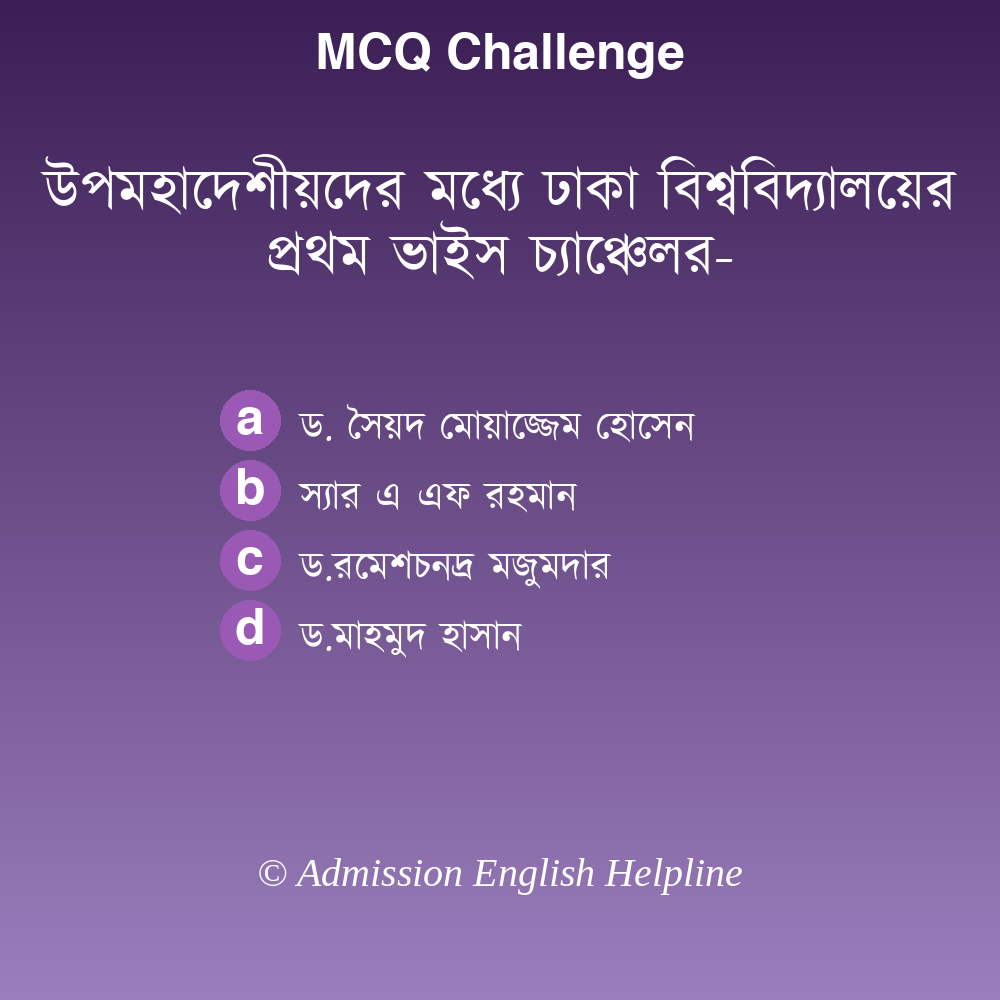 MCQ Challenge
উপমহাদেশীয়দের মধ্যে ঢাকা বিশ্ববিদ্যালয়ের
প্রথম ভাইস চ্যাঞ্চেলর-
a ড. সৈয়দ মোয়াজ্জেম হোসেন
b স্যার এ এফ রহমান
c ড.রমেশচনদ্র মজুমদার
d ড.মাহমুদ হাসান
© Admission English Helpline